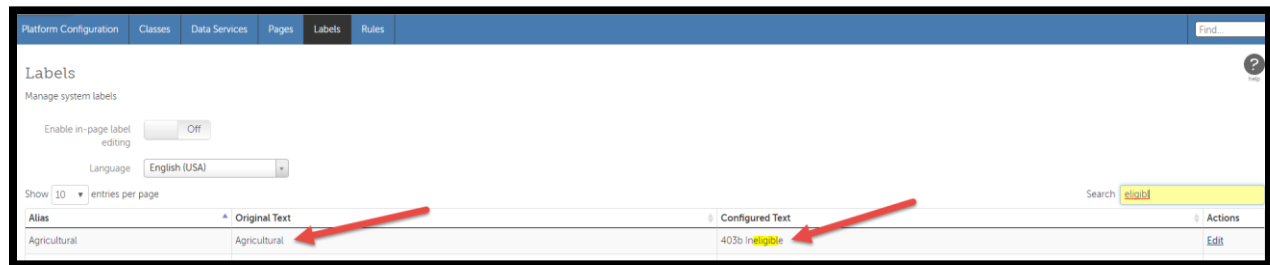 Platform Configuration Classes Data Services Pages Labels Rules Find...
Labels
help
Manage system labels
Enable in-page label Off
editing
Language English (USA)
Show 10 entries per page Search eligibl
Alias Original Text Configured Text Actions
Agricultural Agricultural 403b Ineligible Edit